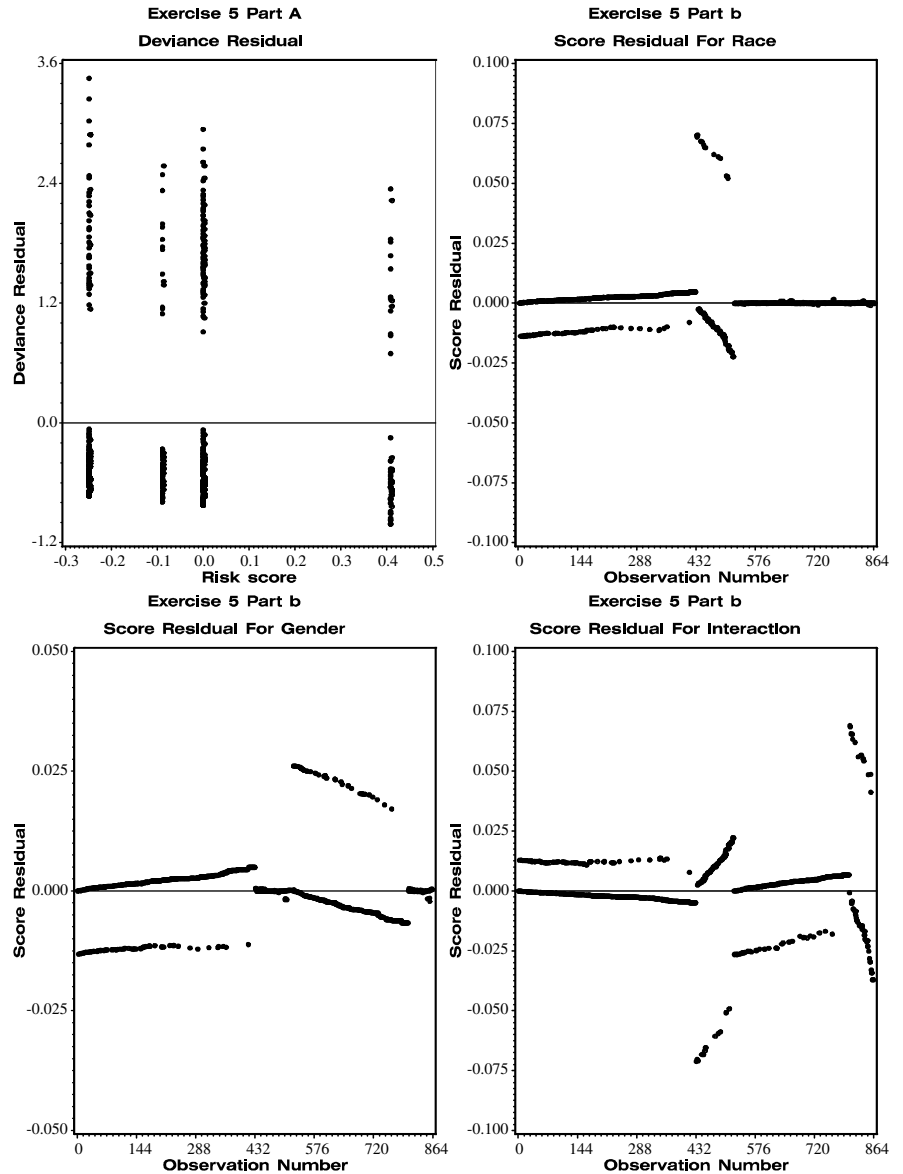 Exercise 5 Part A
Deviance Residual
3.6
2.4
1.2
0.0
-1.2
Deviance Residual
-0.3 -0.2 -0.1 0.0 0.1 0.2 0.3 0.4 0.5
Risk score
Exercise 5 Part b
Score Residual For Race
0.100
0.075
0.050
0.025
0.000
-0.025
-0.050
-0.075
-0.100
Score Residual
0 144 288 432 576 720 864
Observation Number
Exercise 5 Part b
Score Residual For Gender
0.050
0.025
0.000
-0.025
-0.050
Score Residual
0 144 288 432 576 720 864
Observation Number
Exercise 5 Part b
Score Residual For Interaction
0.100
0.075
0.050
0.025
0.000
-0.025
-0.050
-0.075
-0.100
Score Residual
0 144 288 432 576 720 864
Observation Number